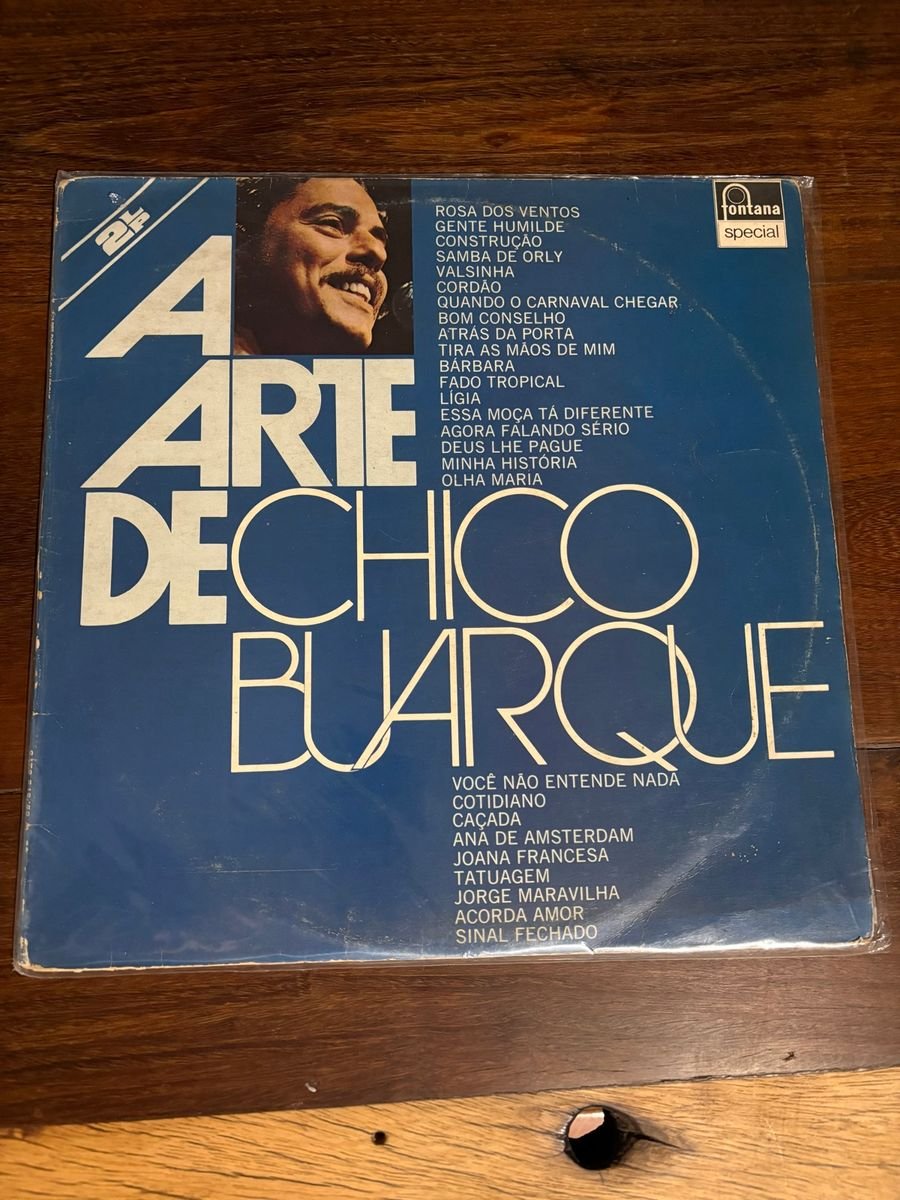 2 LP
A
ARTE
DE CHICO
BUARQUE
fontana
special
ROSA DOS VENTOS
GENTE HUMILDE
CONSTRUÇÃO
SAMBA DE ORLY
VALSINHA
CORDÃO
QUANDO O CARNAVAL CHEGAR
BOM CONSELHO
ATRÁS DA PORTA
TIRA AS MÃOS DE MIM
BÁRBARA
FADO TROPICAL
LÍGIA
ESSA MOÇA TÁ DIFERENTE
AGORA FALANDO SÉRIO
DEUS LHE PAGUE
MINHA HISTÓRIA
OLHA MARIA
VOCÊ NÃO ENTENDE NADA
COTIDIANO
CAÇADA
ANA DE AMSTERDAM
JOANA FRANCESA
TATUAGEM
JORGE MARAVILHA
ACORDA AMOR
SINAL FECHADO